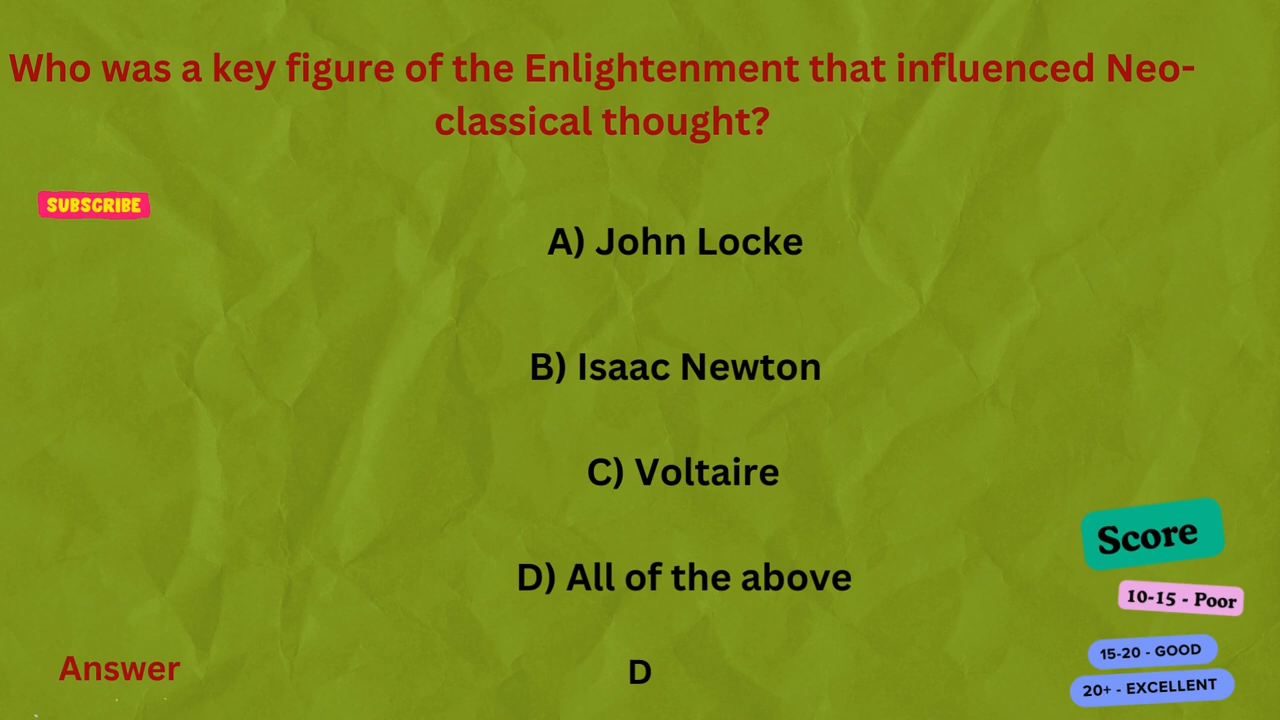 Who was a key figure of the Enlightenment that influenced Neo-
classical thought?
SUBSCRIBE
A) John Locke
B) Isaac Newton
C) Voltaire
D) All of the above
Score
10-15 - Poor
15-20 - GOOD
20+ - EXCELLENT
Answer
D